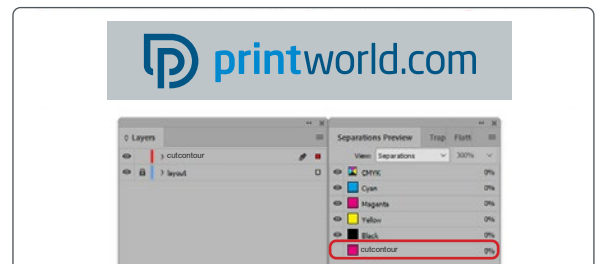 printworld.com
Layers
cutcontour
layout
Separations Preview Trap Flatt
View: Separations 300%
CMYK 0%
Cyan 0%
Magenta 0%
Yellow 0%
Black 0%
cutcontour 0%